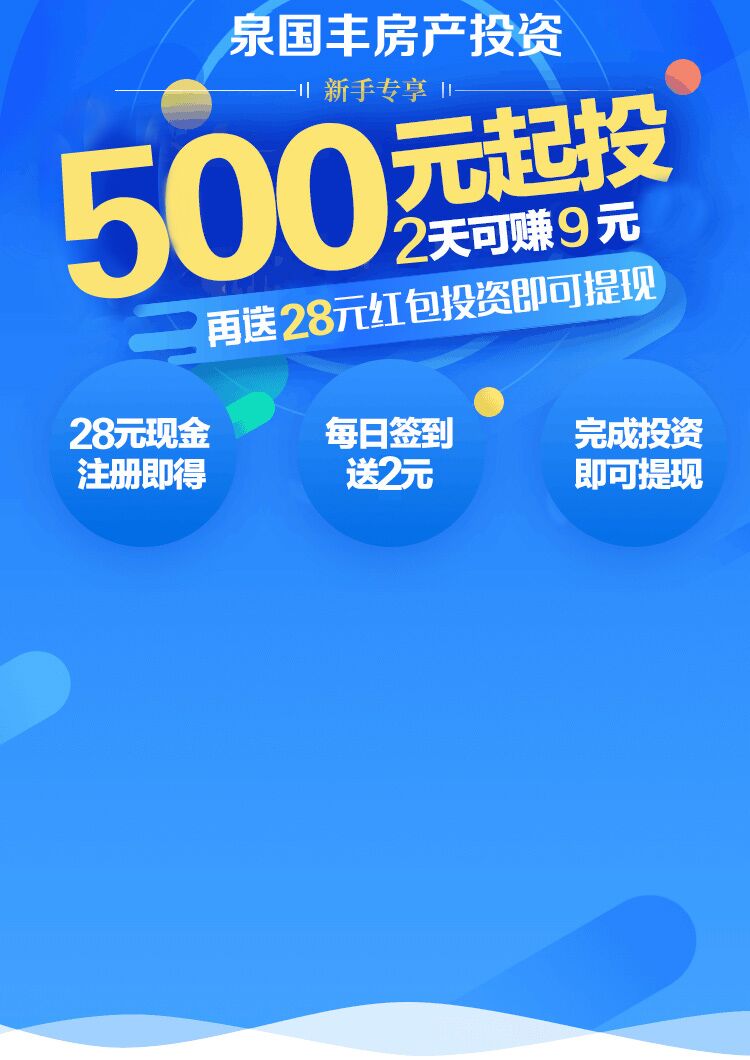 泉国丰房产投资
新手专享
500元起投
2天可赚9元
再送28元红包投资即可提现
28元现金
注册即得
每日签到
送2元
完成投资
即可提现